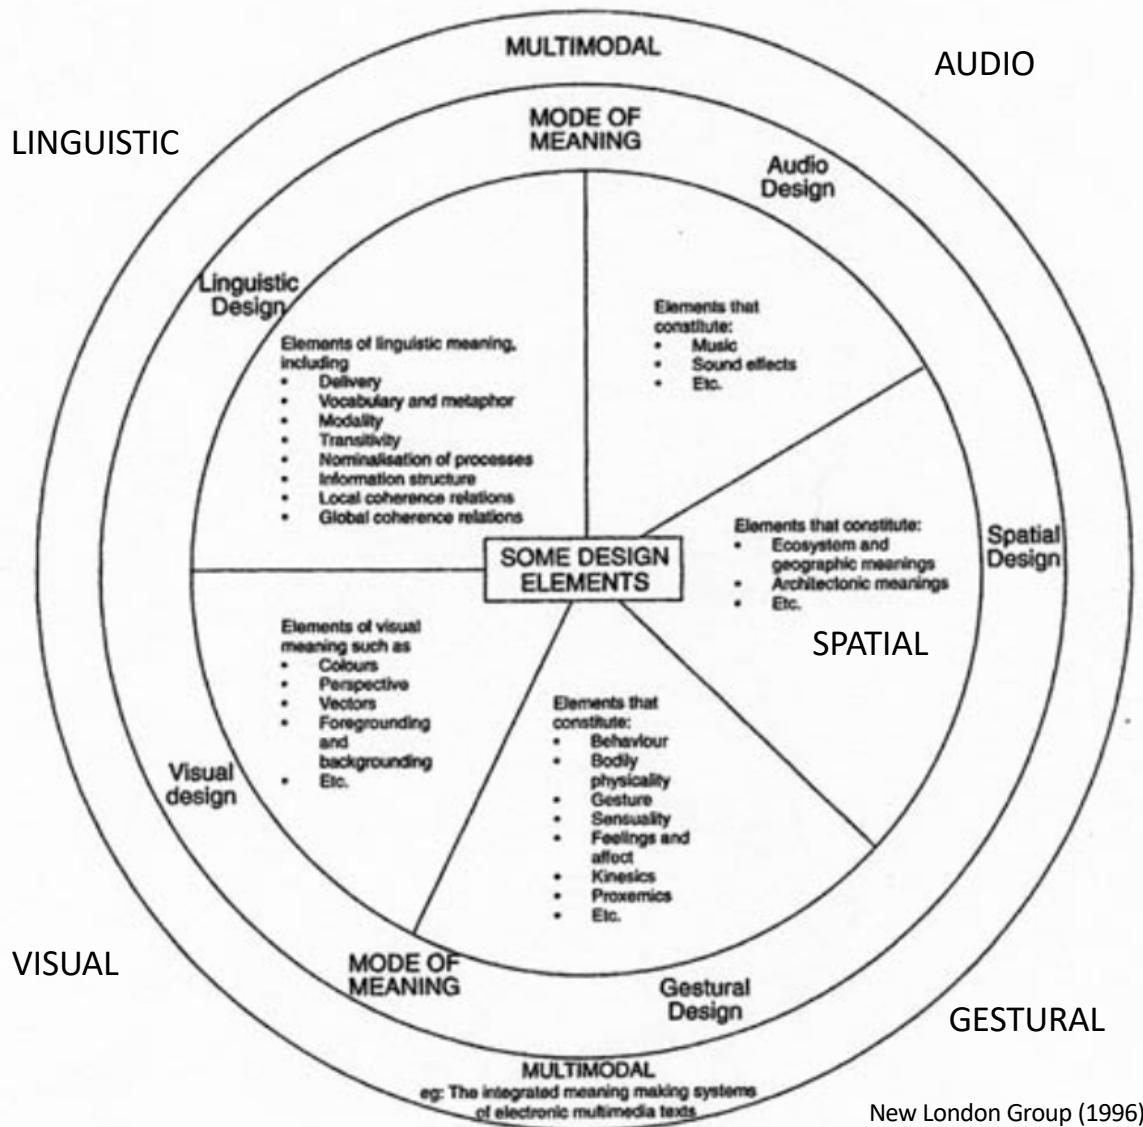 MULTIMODAL
AUDIO
LINGUISTIC
MODE OF
MEANING
Audio
Design
Linguistic
Design
Elements of linguistic meaning,
including
• Delivery
• Vocabulary and metaphor
• Modality
• Transitivity
• Nominalisation of processes
• Information structure
• Local coherence relations
• Global coherence relations
Elements that
constitute:
• Music
• Sound effects
• Etc.
SOME DESIGN
ELEMENTS
Elements that constitute:
• Ecosystem and
geographic meanings
• Architectonic meanings
• Etc.
Spatial
Design
SPATIAL
Elements of visual
meaning such as
• Colours
• Perspective
• Vectors
• Foregrounding
and
backgrounding
• Etc.
Visual
design
Elements that
constitute:
• Behaviour
• Bodily
physicality
• Gesture
• Sensuality
• Feelings and
affect
• Kinesics
• Proxemics
• Etc.
VISUAL
MODE OF
MEANING
Gestural
Design
GESTURAL
MULTIMODAL
eg: The integrated meaning making systems
of electronic multimedia texts
New London Group (1996)